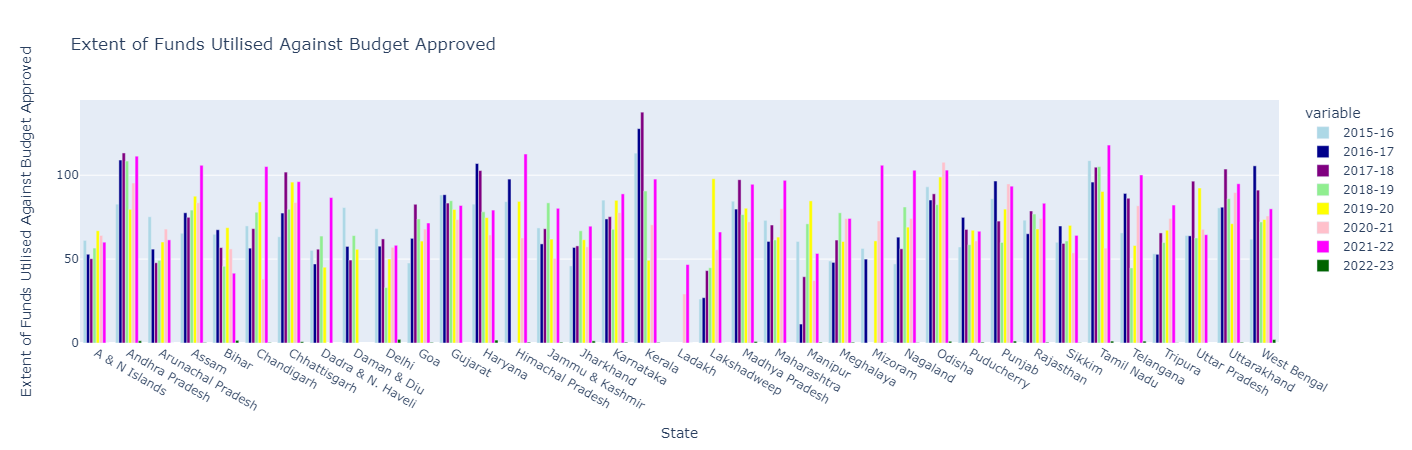 Extent of Funds Utilised Against Budget Approved
Extent of Funds Utilised Against Budget Approved
100
50
0
A & N Islands
Andhra Pradesh
Arunachal Pradesh
Assam
Bihar
Chandigarh
Chhattisgarh
Dadra & N. Haveli
Daman & Diu
Delhi
Goa
Gujarat
Haryana
Himachal Pradesh
Jammu & Kashmir
Jharkhand
Karnataka
Kerala
Ladakh
Lakshadweep
Madhya Pradesh
Maharashtra
Manipur
Meghalaya
Mizoram
Nagaland
Odisha
Puducherry
Punjab
Rajasthan
Sikkim
Tamil Nadu
Telangana
Tripura
Uttar Pradesh
Uttarakhand
West Bengal
State
variable
2015-16
2016-17
2017-18
2018-19
2019-20
2020-21
2021-22
2022-23